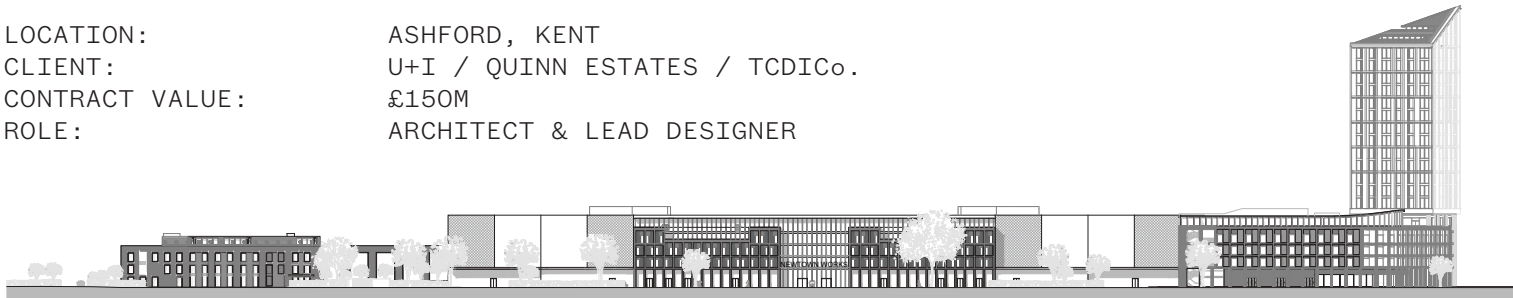 LOCATION: ASHFORD, KENT
CLIENT: U+I / QUINN ESTATES / TCDICo.
CONTRACT VALUE: £150M
ROLE: ARCHITECT & LEAD DESIGNER
NEWTOWN WORKS